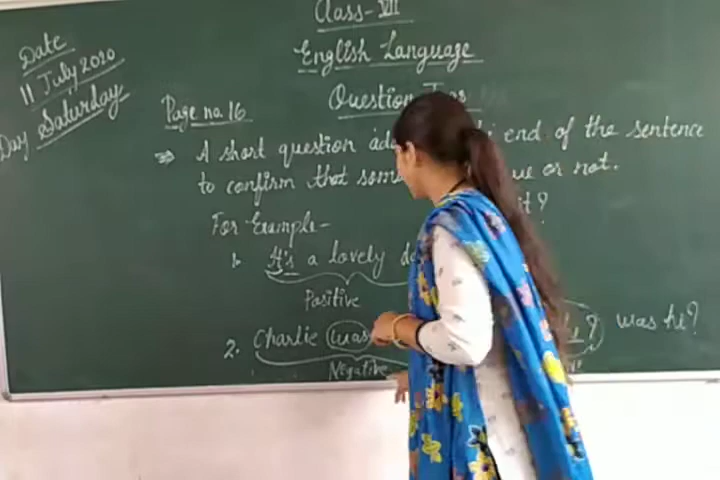 Date
11 July 2020
Day Saturday
Class - VII
English Language
Question
Page no. 16
A short question end of the sentence
to confirm that or not.
For Example -
it?
1. It's a lovely
Positive
2. Charlie was was he?
Negative